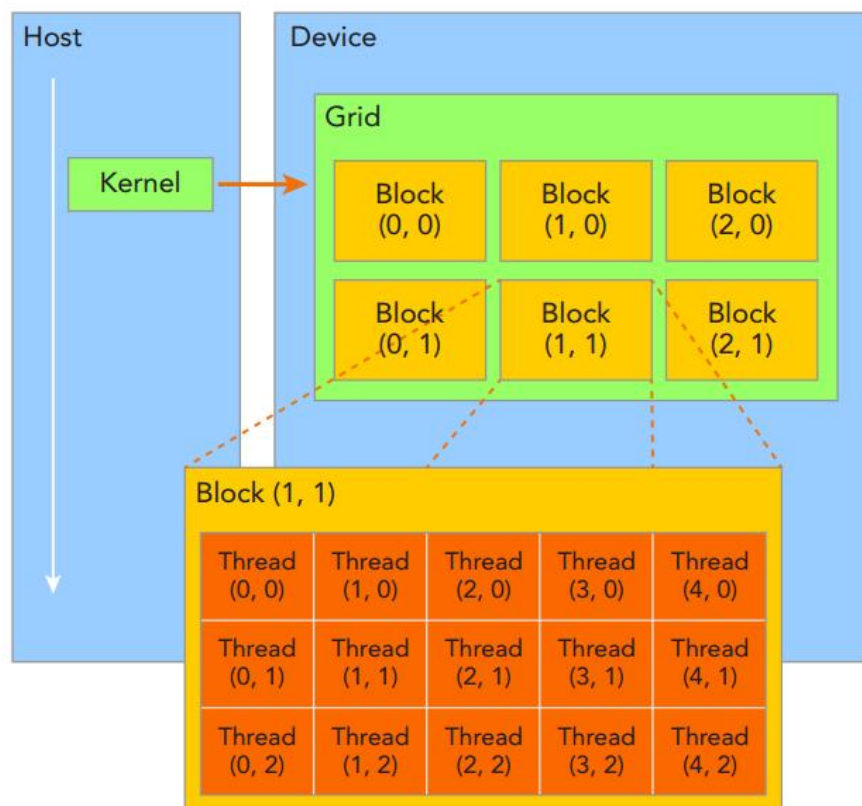 Host
Device
Grid
Kernel
Block
(0, 0)
Block
(1, 0)
Block
(2, 0)
Block
(0, 1)
Block
(1, 1)
Block
(2, 1)
Block (1, 1)
Thread
(0, 0)
Thread
(1, 0)
Thread
(2, 0)
Thread
(3, 0)
Thread
(4, 0)
Thread
(0, 1)
Thread
(1, 1)
Thread
(2, 1)
Thread
(3, 1)
Thread
(4, 1)
Thread
(0, 2)
Thread
(1, 2)
Thread
(2, 2)
Thread
(3, 2)
Thread
(4, 2)